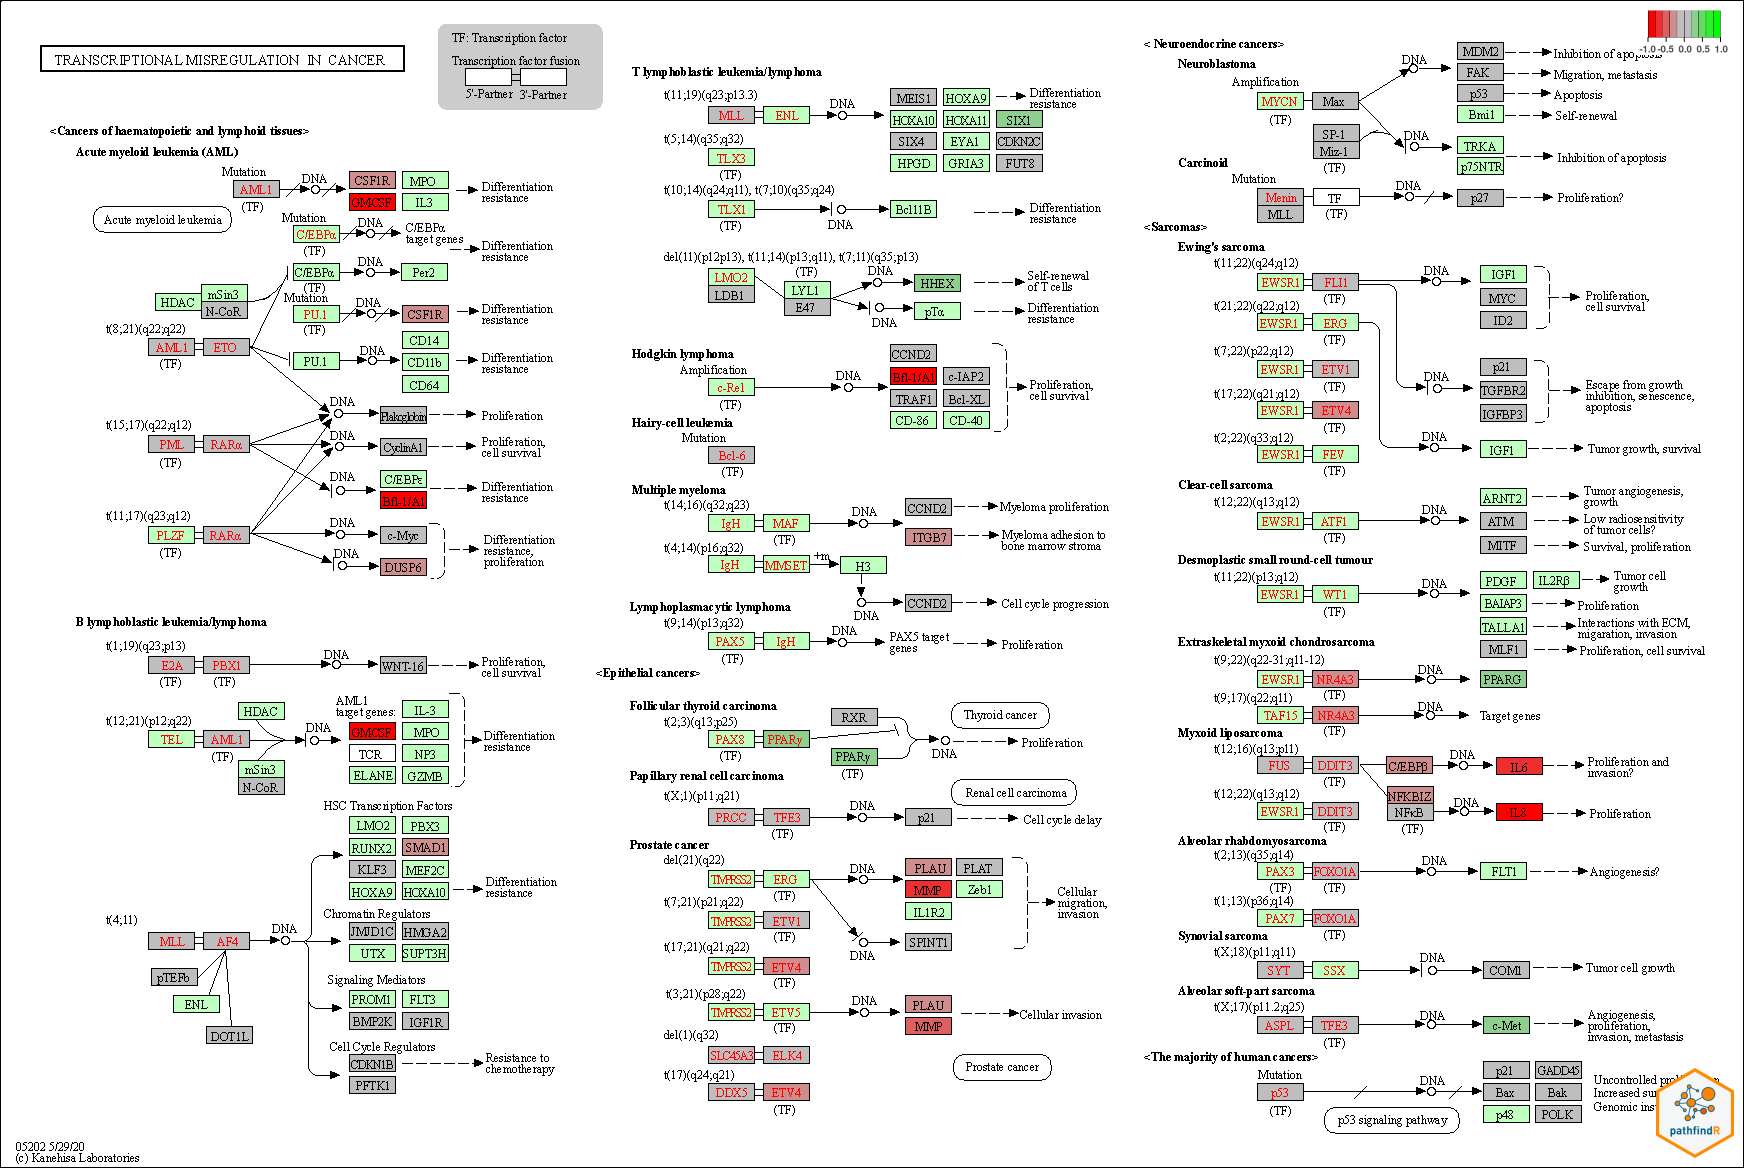 TRANSCRIPTIONAL MISREGULATION IN CANCER
TF: Transcription factor
Transcription factor fusion
5'-Partner 3'-Partner
<Cancers of haematopoietic and lymphoid tissues>
Acute myeloid leukemia (AML)
Mutation
AML1
(TF)
DNA
CSF1R MPO
GMCSF IL3
Differentiation
resistance
Acute myeloid leukemia
Mutation
C/EBPα
(TF)
DNA
C/EBPα
target genes
Differentiation
resistance
C/EBPα
(TF)
DNA
Per2
HDAC
mSin3
N-CoR
Mutation
PU.1
(TF)
DNA
CSF1R
Differentiation
resistance
t(8;21)(q22;q22)
AML1 ETO
(TF)
PU.1
DNA
CD14
CD11b
CD64
Differentiation
resistance
DNA
Plakoglobin
Proliferation
t(15;17)(q22;q12)
PML RARα
(TF)
DNA
CyclinA1
Proliferation,
cell survival
DNA
C/EBPε
Bfl-1/A1
Differentiation
resistance
t(11;17)(q23;q12)
PLZF RARα
(TF)
DNA
c-Myc
DNA
DUSP6
Differentiation
resistance,
proliferation
B lymphoblastic leukemia/lymphoma
t(1;19)(q23;p13)
E2A PBX1
(TF) (TF)
DNA
WNT-16
Proliferation,
cell survival
t(12;21)(p12;q22)
TEL AML1
(TF)
HDAC
mSin3
N-CoR
DNA
AML1
target genes:
IL-3
GMCSF MPO
TCR NP3
ELANE GZMB
Differentiation
resistance
HSC Transcription Factors
LMO2 PBX3
RUNX2 SMAD1
KLF3 MEF2C
HOXA9 HOXA10
Differentiation
resistance
t(4;11)
MLL AF4
DNA
pTEFb
ENL
DOT1L
Chromatin Regulators
JMJD1C HMGA2
UTX SUPT3H
Signaling Mediators
PROM1 FLT3
BMP2K IGF1R
Cell Cycle Regulators
CDKN1B
PFTK1
Resistance to
chemotherapy
05202 5/29/20
(c) Kanehisa Laboratories
T lymphoblastic leukemia/lymphoma
t(11;19)(q23;p13.3)
MLL ENL
DNA
MEIS1 HOXA9
HOXA10 HOXA11 SIX1
SIX4 EYA1 CDKN2C
HPGD GRIA3 FUT8
Differentiation
resistance
t(5;14)(q35;q32)
TLX3
(TF)
t(10;14)(q24;q11), t(7;10)(q35;q24)
TLX1
(TF)
DNA
Bcl11B
Differentiation
resistance
del(11)(p12p13), t(11;14)(p13;q11), t(7;11)(q35;p13)
LMO2
LDB1
(TF)
LYL1
E47
DNA
HHEX
Self-renewal
of T cells
DNA
pTα
Differentiation
resistance
Hodgkin lymphoma
Amplification
c-Rel
(TF)
DNA
CCND2
Bfl-1/A1 c-IAP2
TRAF1 Bcl-XL
CD-86 CD-40
Proliferation,
cell survival
Hairy-cell leukemia
Mutation
Bcl-6
(TF)
Multiple myeloma
t(14;16)(q32;q23)
IgH MAF
(TF)
DNA
CCND2
Myeloma proliferation
ITGB7
Myeloma adhesion to
bone marrow stroma
t(4;14)(p16;q32)
IgH MMSET
+m
H3
DNA
CCND2
Cell cycle progression
Lymphoplasmacytic lymphoma
t(9;14)(p13;q32)
PAX5 IgH
(TF)
DNA
PAX5 target
genes
Proliferation
<Epithelial cancers>
Follicular thyroid carcinoma
t(2;3)(q13;p25)
PAX8 PPARγ
(TF)
RXR
PPARγ
(TF)
DNA
Thyroid cancer
Proliferation
Papillary renal cell carcinoma
t(X;1)(p11;q21)
PRCC TFE3
(TF)
DNA
p21
Renal cell carcinoma
Cell cycle delay
Prostate cancer
del(21)(q22)
TMPRSS2 ERG
(TF)
DNA
PLAU PLAT
MMP Zeb1
IL1R2
Cellular
migration,
invasion
t(7;21)(p21;q22)
TMPRSS2 ETV1
(TF)
DNA
SPINT1
t(17;21)(q21;q22)
TMPRSS2 ETV4
(TF)
t(3;21)(p28;q22)
TMPRSS2 ETV5
(TF)
DNA
PLAU
MMP
Cellular invasion
del(1)(q32)
SLC45A3 ELK4
t(17)(q24;q21)
DDX5 ETV4
(TF)
Prostate cancer
<Neuroendocrine cancers>
Neuroblastoma
Amplification
MYCN Max
(TF)
DNA
MDM2
Inhibition of
FAK
Migration, metastasis
p53
Apoptosis
Bmi1
Self-renewal
SP-1
Miz-1
(TF)
DNA
TRKA
p75NTR
Inhibition of apoptosis
Carcinoid
Mutation
Menin TF
MLL (TF)
DNA
p27
Proliferation?
<Sarcomas>
Ewing's sarcoma
t(11;22)(q24;q12)
EWSR1 FLI1
(TF)
DNA
IGF1
MYC
ID2
Proliferation,
cell survival
t(21;22)(q22;q12)
EWSR1 ERG
(TF)
t(7;22)(p22;q12)
EWSR1 ETV1
(TF)
DNA
p21
TGFBR2
IGFBP3
Escape from growth
inhibition, senescence,
apoptosis
t(17;22)(q21;q12)
EWSR1 ETV4
(TF)
t(2;22)(q33;q12)
EWSR1 FEV
(TF)
DNA
IGF1
Tumor growth, survival
Clear-cell sarcoma
t(12;22)(q13;q12)
EWSR1 ATF1
(TF)
DNA
ARNT2
Tumor angiogenesis,
growth
ATM
Low radiosensitivity
of tumor cells?
MITF
Survival, proliferation
Desmoplastic small round-cell tumour
t(11;22)(p13;q12)
EWSR1 WT1
(TF)
DNA
PDGF IL2Rβ
Tumor cell
growth
BAIAP3
Proliferation
TALLA1
Interactions with ECM,
migaration, invasion
MLF1
Proliferation, cell survival
Extraskeletal myxoid chondrosarcoma
t(9;22)(q22-31;q11-12)
EWSR1 NR4A3
(TF)
DNA
PPARG
t(9;17)(q22;q11)
TAF15 NR4A3
(TF)
DNA
Target genes
Myxoid liposarcoma
t(12;16)(q13;p11)
FUS DDIT3
(TF)
C/EBPβ
DNA
IL6
Proliferation and
invasion?
t(12;22)(q13;q12)
EWSR1 DDIT3
(TF)
NFKBIZ
NFκB
(TF)
DNA
IL8
Proliferation
Alveolar rhabdomyosarcoma
t(2;13)(q35;q14)
PAX3 FOXO1A
(TF) (TF)
DNA
FLT1
Angiogenesis?
t(1;13)(p36;q14)
PAX7 FOXO1A
(TF)
Synovial sarcoma
t(X;18)(p11;q11)
SYT SSX
(TF)
DNA
COM1
Tumor cell growth
Alveolar soft-part sarcoma
t(X;17)(p11.2;q25)
ASPL TFE3
(TF)
DNA
c-Met
Angiogenesis,
proliferation,
invasion, metastasis
<The majority of human cancers>
Mutation
p53
(TF)
DNA
p21 GADD45
Bax Bak
p48 POLK
Uncontrolled
Increased
Genomic
p53 signaling pathway
-1.0 -0.5 0.0 0.5 1.0
pathfindR